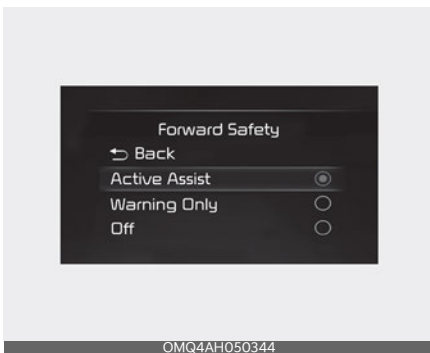 Forward Safety
Back
Active Assist
Warning Only
Off
OMQ4AH050344